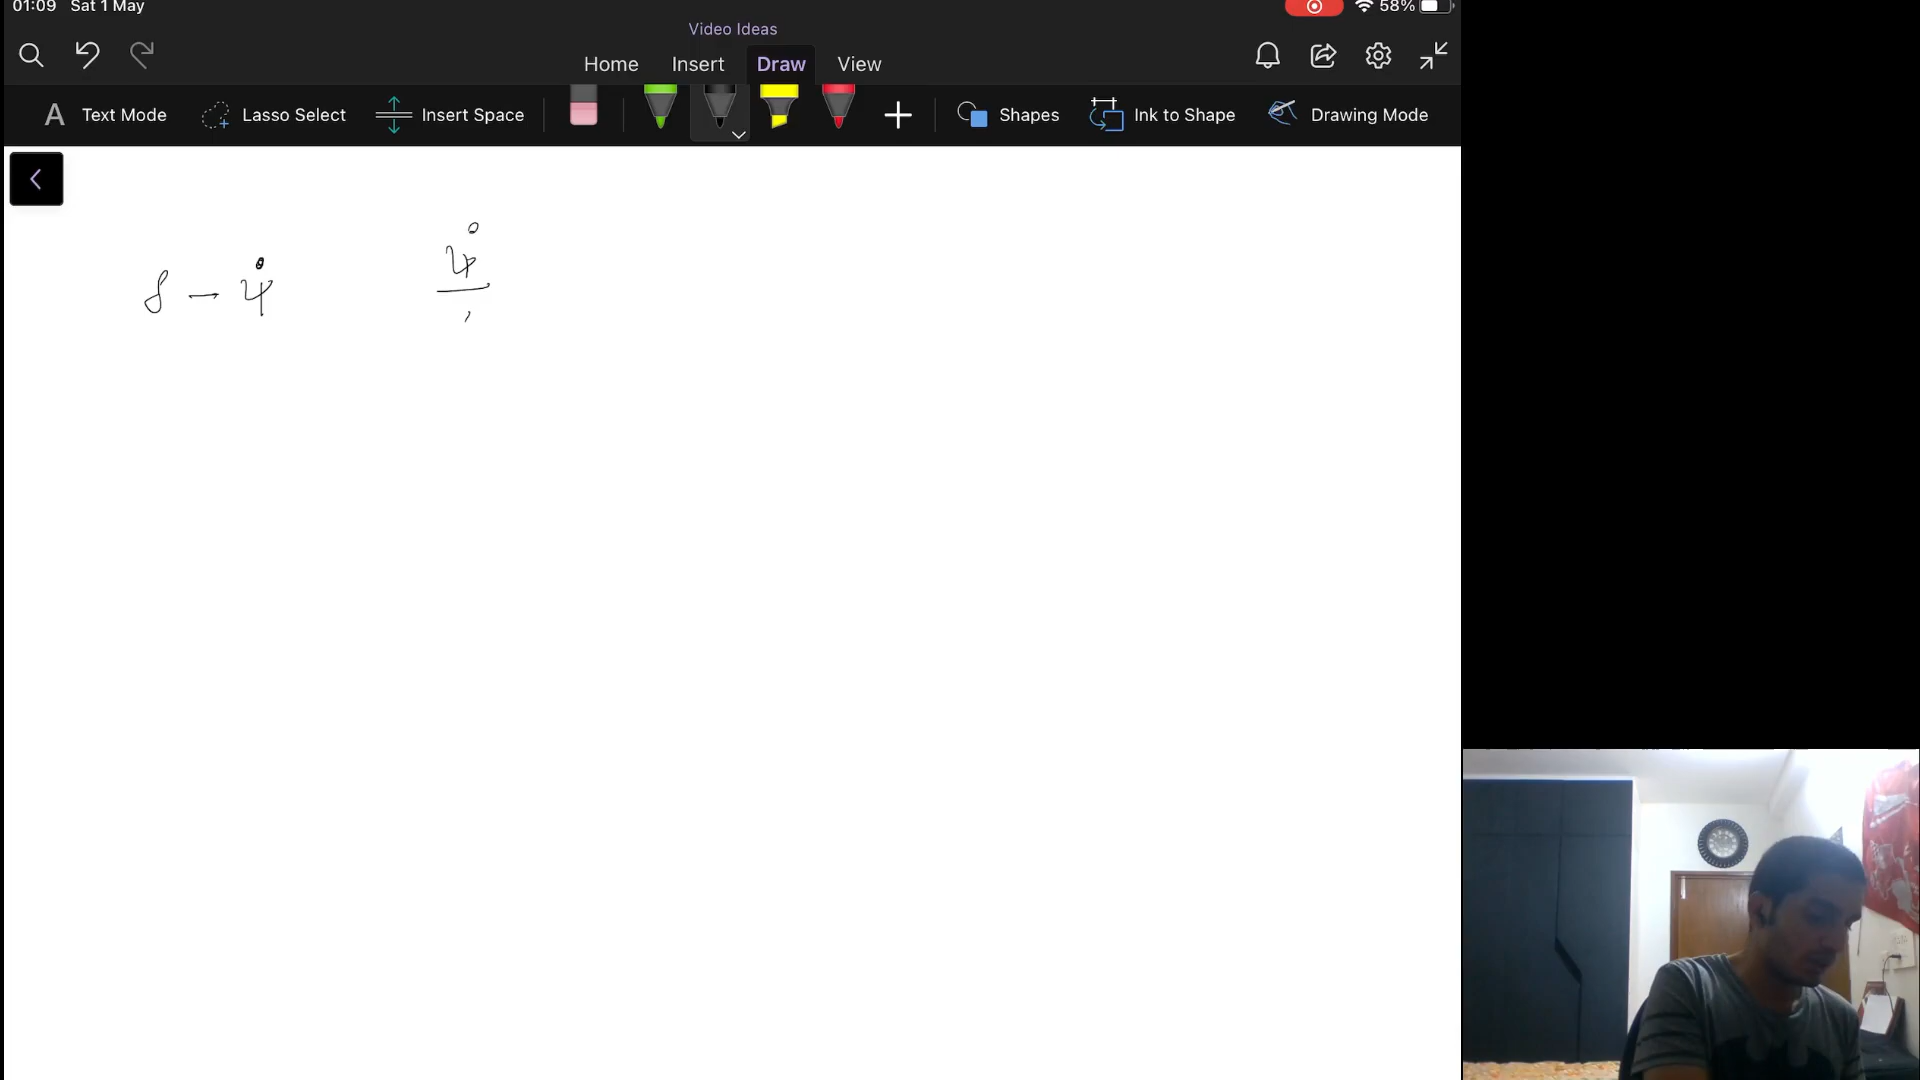 01:09 Sat 1 May
58%
Video Ideas
Home Insert Draw View
A Text Mode Lasso Select Insert Space Shapes Ink to Shape Drawing Mode
δ – ψ̇
ψ̇